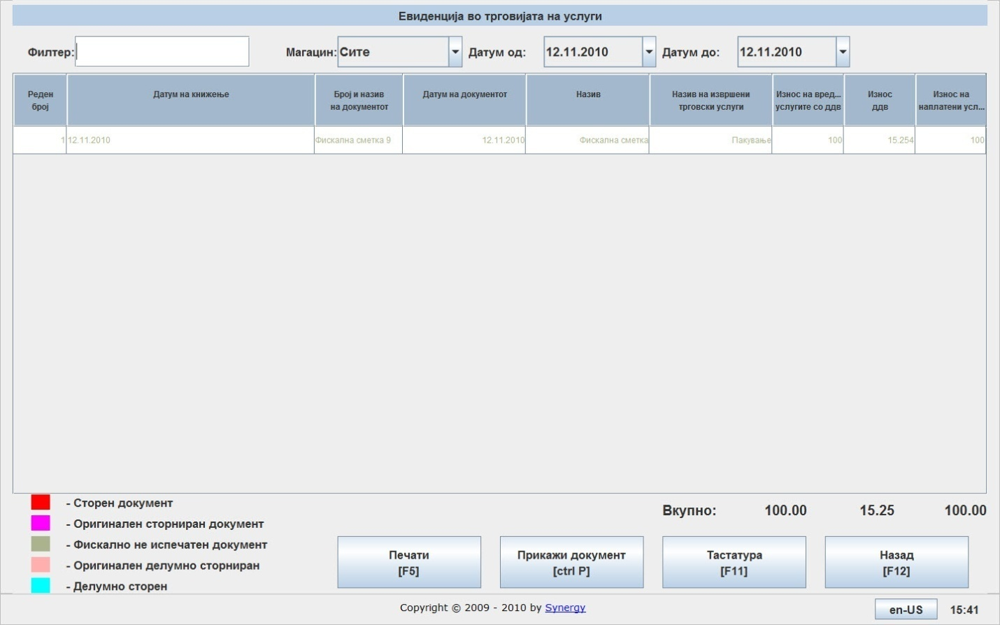 Евиденција во трговијата на услуги
Филтер: Магацин: Сите Датум од: 12.11.2010 Датум до: 12.11.2010
Реден број Датум на книжење Број и назив на документот Датум на документот Назив Назив на извршени трговски услуги Износ на вред... услугите со ддв Износ ддв Износ на наплатени усл...
1 12.11.2010 Фискална сметка 9 12.11.2010 Фискална сметка Пакување 100 15.254 100
- Сторен документ
- Оригинален сторниран документ
- Фискално не испечатен документ
- Оригинален делумно сторниран
- Делумно сторен
Вкупно: 100.00 15.25 100.00
Печати [F5]
Прикажи документ [ctrl P]
Тастатура [F11]
Назад [F12]
Copyright © 2009 - 2010 by Synergy
en-US 15:41